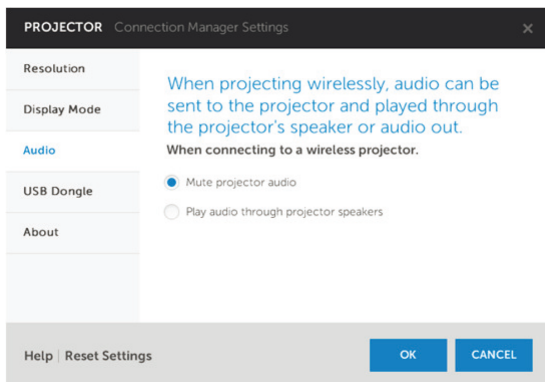 PROJECTOR Connection Manager Settings
Resolution
Display Mode
Audio
USB Dongle
About
When projecting wirelessly, audio can be
sent to the projector and played through
the projector's speaker or audio out.
When connecting to a wireless projector.
Mute projector audio
Play audio through projector speakers
Help | Reset Settings
OK
CANCEL